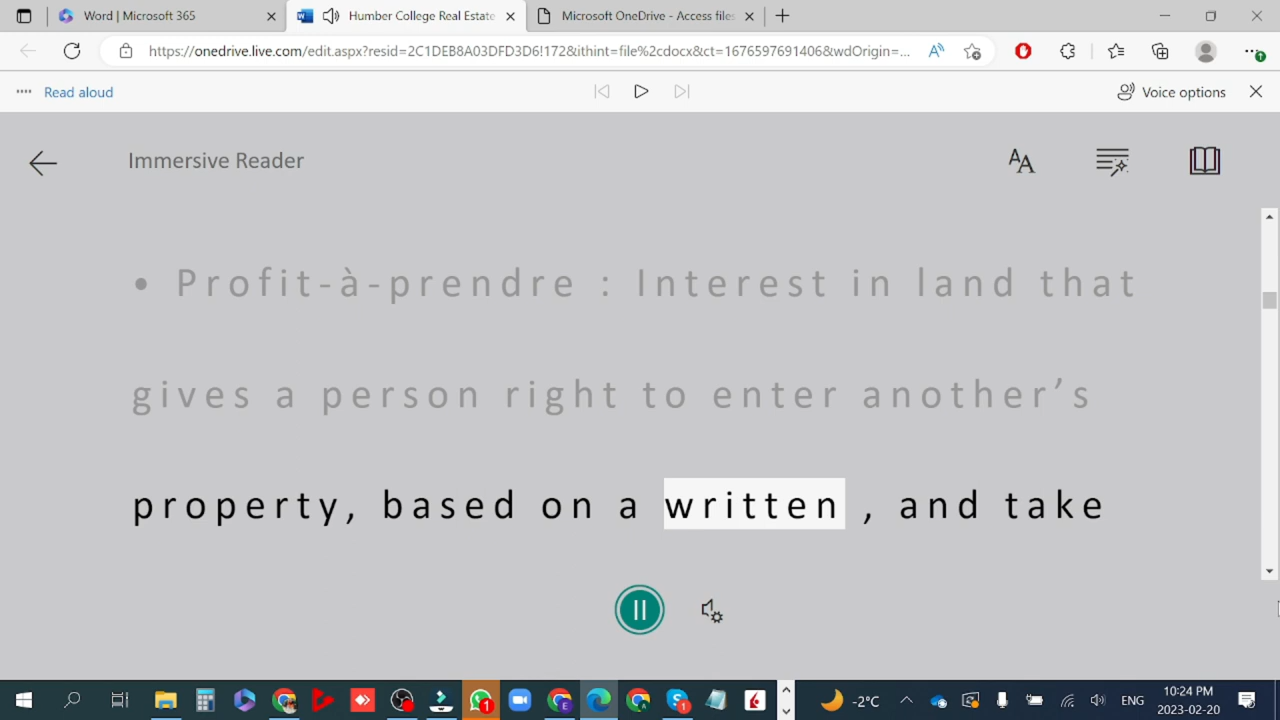 Word | Microsoft 365
Humber College Real Estate
Microsoft OneDrive - Access files
https://onedrive.live.com/edit.aspx?resid=2C1DEB8A03DFD3D6!172&ithint=file%2cdocx&ct=1676597691406&wdOrigin=...
Read aloud
Voice options
Immersive Reader
• Profit-à-prendre : Interest in land that
gives a person right to enter another’s
property, based on a written , and take
-2°C
ENG
10:24 PM
2023-02-20